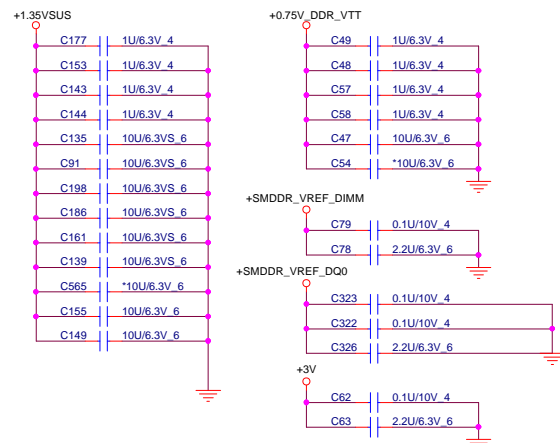 +1.35VSUS
C177 1U/6.3V_4
C153 1U/6.3V_4
C143 1U/6.3V_4
C144 1U/6.3V_4
C135 10U/6.3VS_6
C91 10U/6.3VS_6
C198 10U/6.3VS_6
C186 10U/6.3VS_6
C161 10U/6.3VS_6
C139 10U/6.3VS_6
C565 *10U/6.3V_6
C155 10U/6.3V_6
C149 10U/6.3V_6
+0.75V_DDR_VTT
C49 1U/6.3V_4
C48 1U/6.3V_4
C57 1U/6.3V_4
C58 1U/6.3V_4
C47 10U/6.3V_6
C54 *10U/6.3V_6
+SMDDR_VREF_DIMM
C79 0.1U/10V_4
C78 2.2U/6.3V_6
+SMDDR_VREF_DQ0
C323 0.1U/10V_4
C322 0.1U/10V_4
C326 2.2U/6.3V_6
+3V
C62 0.1U/10V_4
C63 2.2U/6.3V_6